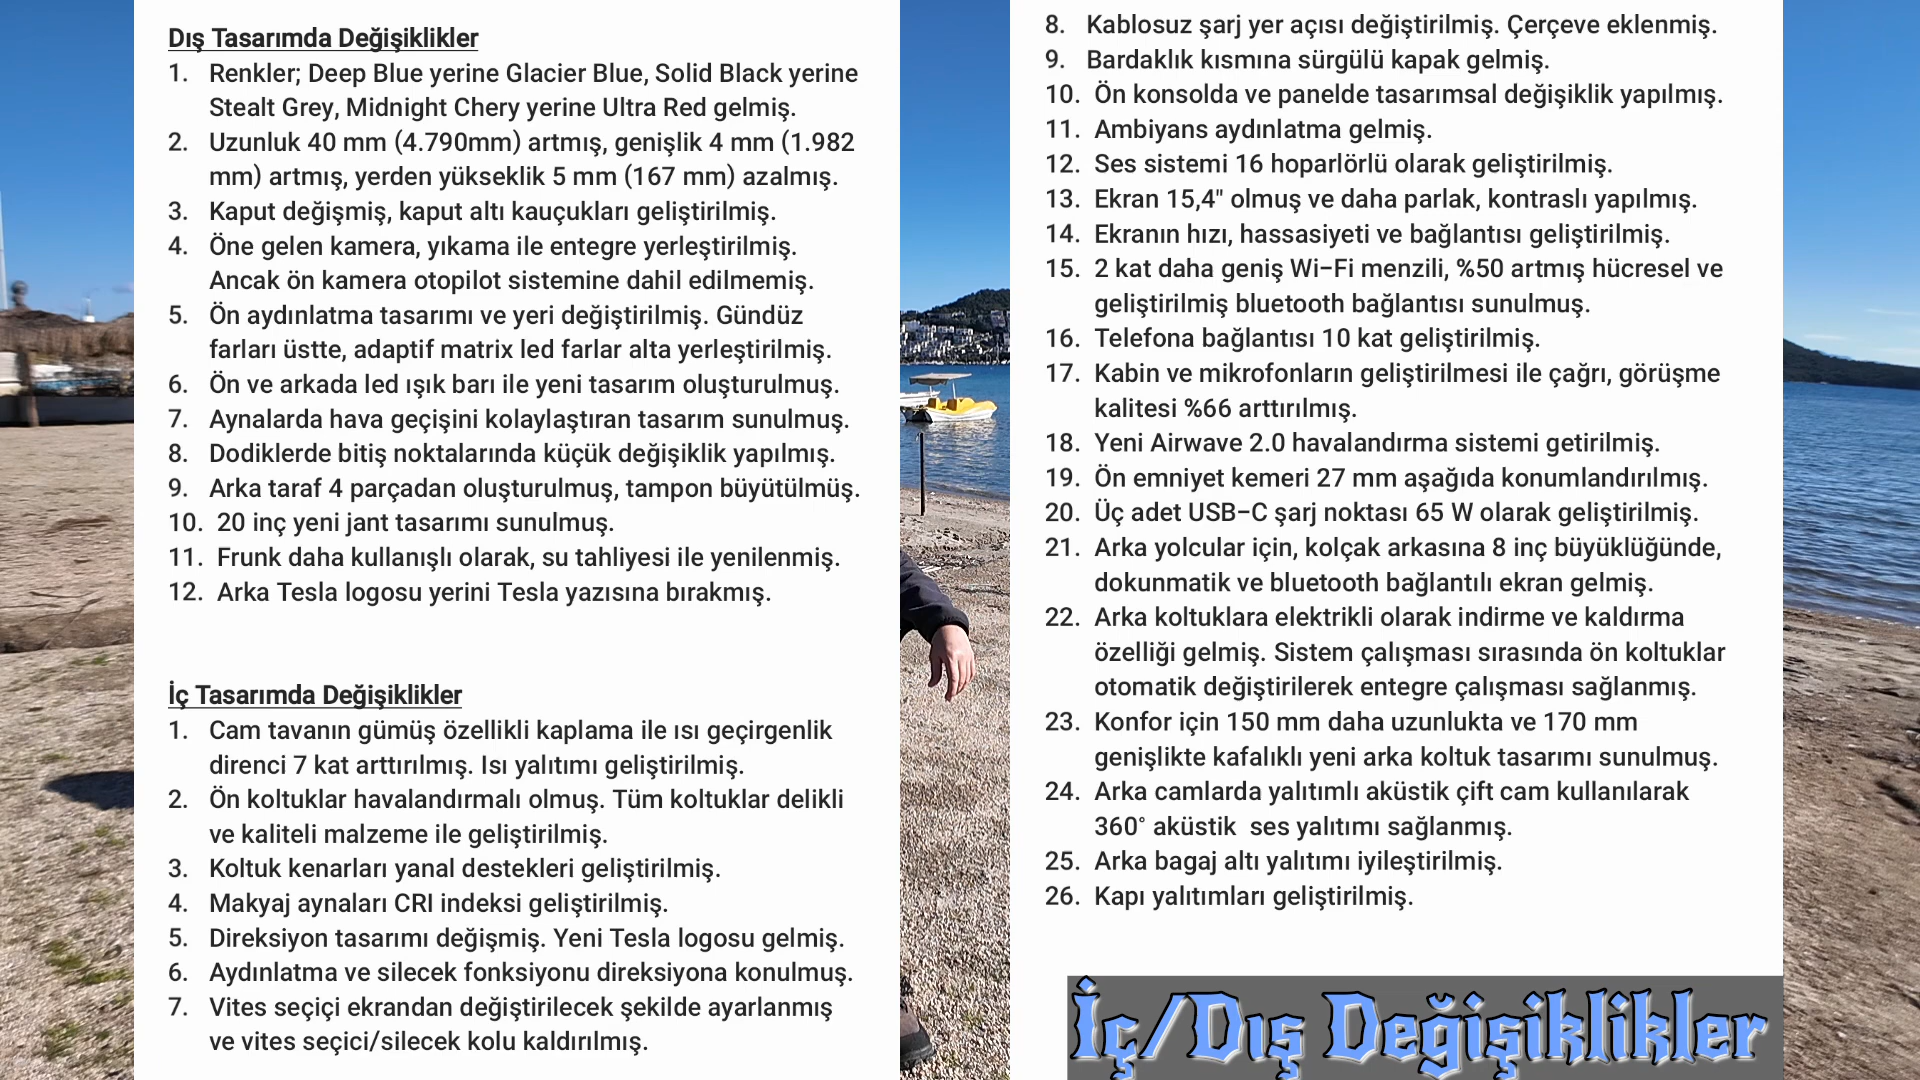 Dış Tasarımda Değişiklikler
1. Renkler; Deep Blue yerine Glacier Blue, Solid Black yerine
Stealt Grey, Midnight Chery yerine Ultra Red gelmiş.
2. Uzunluk 40 mm (4.790mm) artmış, genişlik 4 mm (1.982
mm) artmış, yerden yükseklik 5 mm (167 mm) azalmış.
3. Kaput değişmiş, kaput altı kauçukları geliştirilmiş.
4. Öne gelen kamera, yıkama ile entegre yerleştirilmiş.
Ancak ön kamera otopilot sistemine dahil edilmemiş.
5. Ön aydınlatma tasarımı ve yeri değiştirilmiş. Gündüz
farları üstte, adaptif matrix led farlar alta yerleştirilmiş.
6. Ön ve arkada led ışık barı ile yeni tasarım oluşturulmuş.
7. Aynalarda hava geçişini kolaylaştıran tasarım sunulmuş.
8. Dodiklerde bitiş noktalarında küçük değişiklik yapılmış.
9. Arka taraf 4 parçadan oluşturulmuş, tampon büyütülmüş.
10. 20 inç yeni jant tasarımı sunulmuş.
11. Frunk daha kullanışlı olarak, su tahliyesi ile yenilenmiş.
12. Arka Tesla logosu yerini Tesla yazısına bırakmış.
İç Tasarımda Değişiklikler
1. Cam tavanın gümüş özellikli kaplama ile ısı geçirgenlik
direnci 7 kat arttırılmış. Isı yalıtımı geliştirilmiş.
2. Ön koltuklar havalandırmalı olmuş. Tüm koltuklar delikli
ve kaliteli malzeme ile geliştirilmiş.
3. Koltuk kenarları yanal destekleri geliştirilmiş.
4. Makyaj aynaları CRI indeksi geliştirilmiş.
5. Direksiyon tasarımı değişmiş. Yeni Tesla logosu gelmiş.
6. Aydınlatma ve silecek fonksiyonu direksiyona konulmuş.
7. Vites seçiçi ekrandan değiştirilecek şekilde ayarlanmış
ve vites seçici/silecek kolu kaldırılmış.
8. Kablosuz şarj yer açısı değiştirilmiş. Çerçeve eklenmiş.
9. Bardaklık kısmına sürgülü kapak gelmiş.
10. Ön konsolda ve panelde tasarımsal değişiklik yapılmış.
11. Ambiyans aydınlatma gelmiş.
12. Ses sistemi 16 hoparlörlü olarak geliştirilmiş.
13. Ekran 15,4" olmuş ve daha parlak, kontraslı yapılmış.
14. Ekranın hızı, hassasiyeti ve bağlantısı geliştirilmiş.
15. 2 kat daha geniş Wi-Fi menzili, %50 artmış hücresel ve
geliştirilmiş bluetooth bağlantısı sunulmuş.
16. Telefona bağlantısı 10 kat geliştirilmiş.
17. Kabin ve mikrofonların geliştirilmesi ile çağrı, görüşme
kalitesi %66 arttırılmış.
18. Yeni Airwave 2.0 havalandırma sistemi getirilmiş.
19. Ön emniyet kemeri 27 mm aşağıda konumlandırılmış.
20. Üç adet USB-C şarj noktası 65 W olarak geliştirilmiş.
21. Arka yolcular için, kolçak arkasına 8 inç büyüklüğünde,
dokunmatik ve bluetooth bağlantılı ekran gelmiş.
22. Arka koltuklara elektrikli olarak indirme ve kaldırma
özelliği gelmiş. Sistem çalışması sırasında ön koltuklar
otomatik değiştirilerek entegre çalışması sağlanmış.
23. Konfor için 150 mm daha uzunlukta ve 170 mm
genişlikte kafalıklı yeni arka koltuk tasarımı sunulmuş.
24. Arka camlarda yalıtımlı aküstik çift cam kullanılarak
360° aküstik ses yalıtımı sağlanmış.
25. Arka bagaj altı yalıtımı iyileştirilmiş.
26. Kapı yalıtımları geliştirilmiş.
İç/Dış Değişiklikler